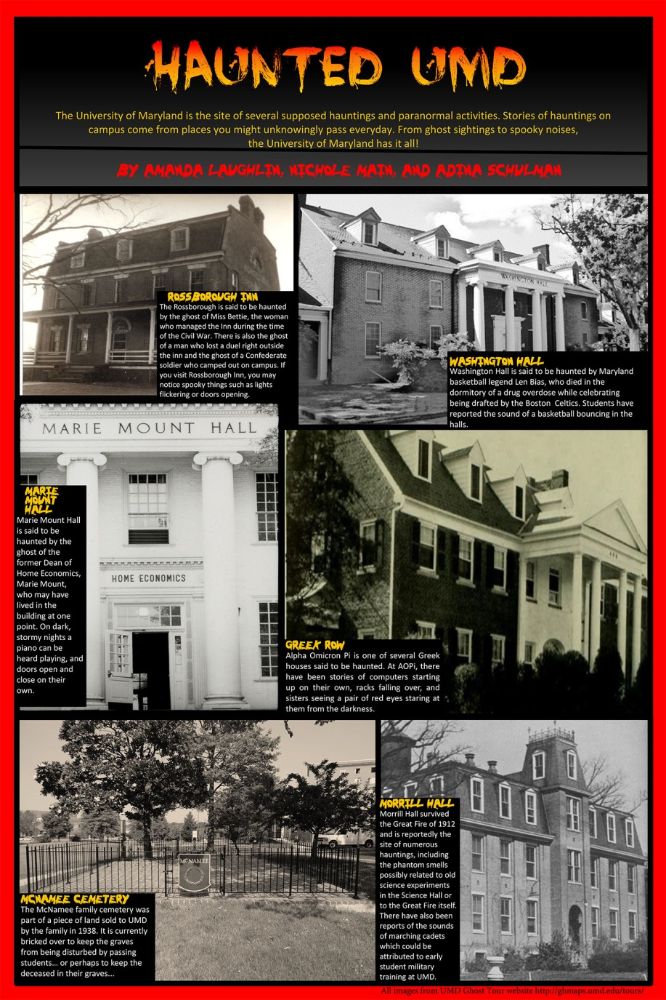 HAUNTED UMD
The University of Maryland is the site of several supposed hauntings and paranormal activities. Stories of hauntings on
campus come from places you might unknowingly pass everyday. From ghost sightings to spooky noises,
the University of Maryland has it all!
BY AMANDA LAUGHLIN, NICHOLE MAIN, AND ADINA SCHULMAN
ROSSBOROUGH INN
The Rossborough is said to be haunted
by the ghost of Miss Bettie, the woman
who managed the Inn during the time
of the Civil War. There is also the ghost
of a man who lost a duel right outside
the inn and the ghost of a Confederate
soldier who camped out on campus. If
you visit Rossborough Inn, you may
notice spooky things such as lights
flickering or doors opening.
WASHINGTON HALL
WASHINGTON HALL
Washington Hall is said to be haunted by Maryland
basketball legend Len Bias, who died in the
dormitory of a drug overdose while celebrating
being drafted by the Boston Celtics. Students have
reported the sound of a basketball bouncing in the
halls.
MARIE MOUNT HALL
HOME ECONOMICS
MARIE
MOUNT
HALL
Marie Mount Hall
is said to be
haunted by the
ghost of the
former Dean of
Home Economics,
Marie Mount,
who may have
lived in the
building at one
point. On dark,
stormy nights a
piano can be
heard playing, and
doors open and
close on their
own.
GREEK ROW
Alpha Omicron Pi is one of several Greek
houses said to be haunted. At AOPi, there
have been stories of computers starting
up on their own, racks falling over, and
sisters seeing a pair of red eyes staring at
them from the darkness.
MCNAMEE
MCNAMEE CEMETERY
The McNamee family cemetery was
part of a piece of land sold to UMD
by the family in 1938. It is currently
bricked over to keep the graves
from being disturbed by passing
students... or perhaps to keep the
deceased in their graves...
MORRILL HALL
Morrill Hall survived
the Great Fire of 1912
and is reportedly the
site of numerous
hauntings, including
the phantom smells
possibly related to old
science experiments
in the Science Hall or
to the Great Fire itself.
There have also been
reports of the sounds
of marching cadets
which could be
attributed to early
student military
training at UMD.
All images from UMD Ghost Tour website http://ghmaps.umd.edu/tours/